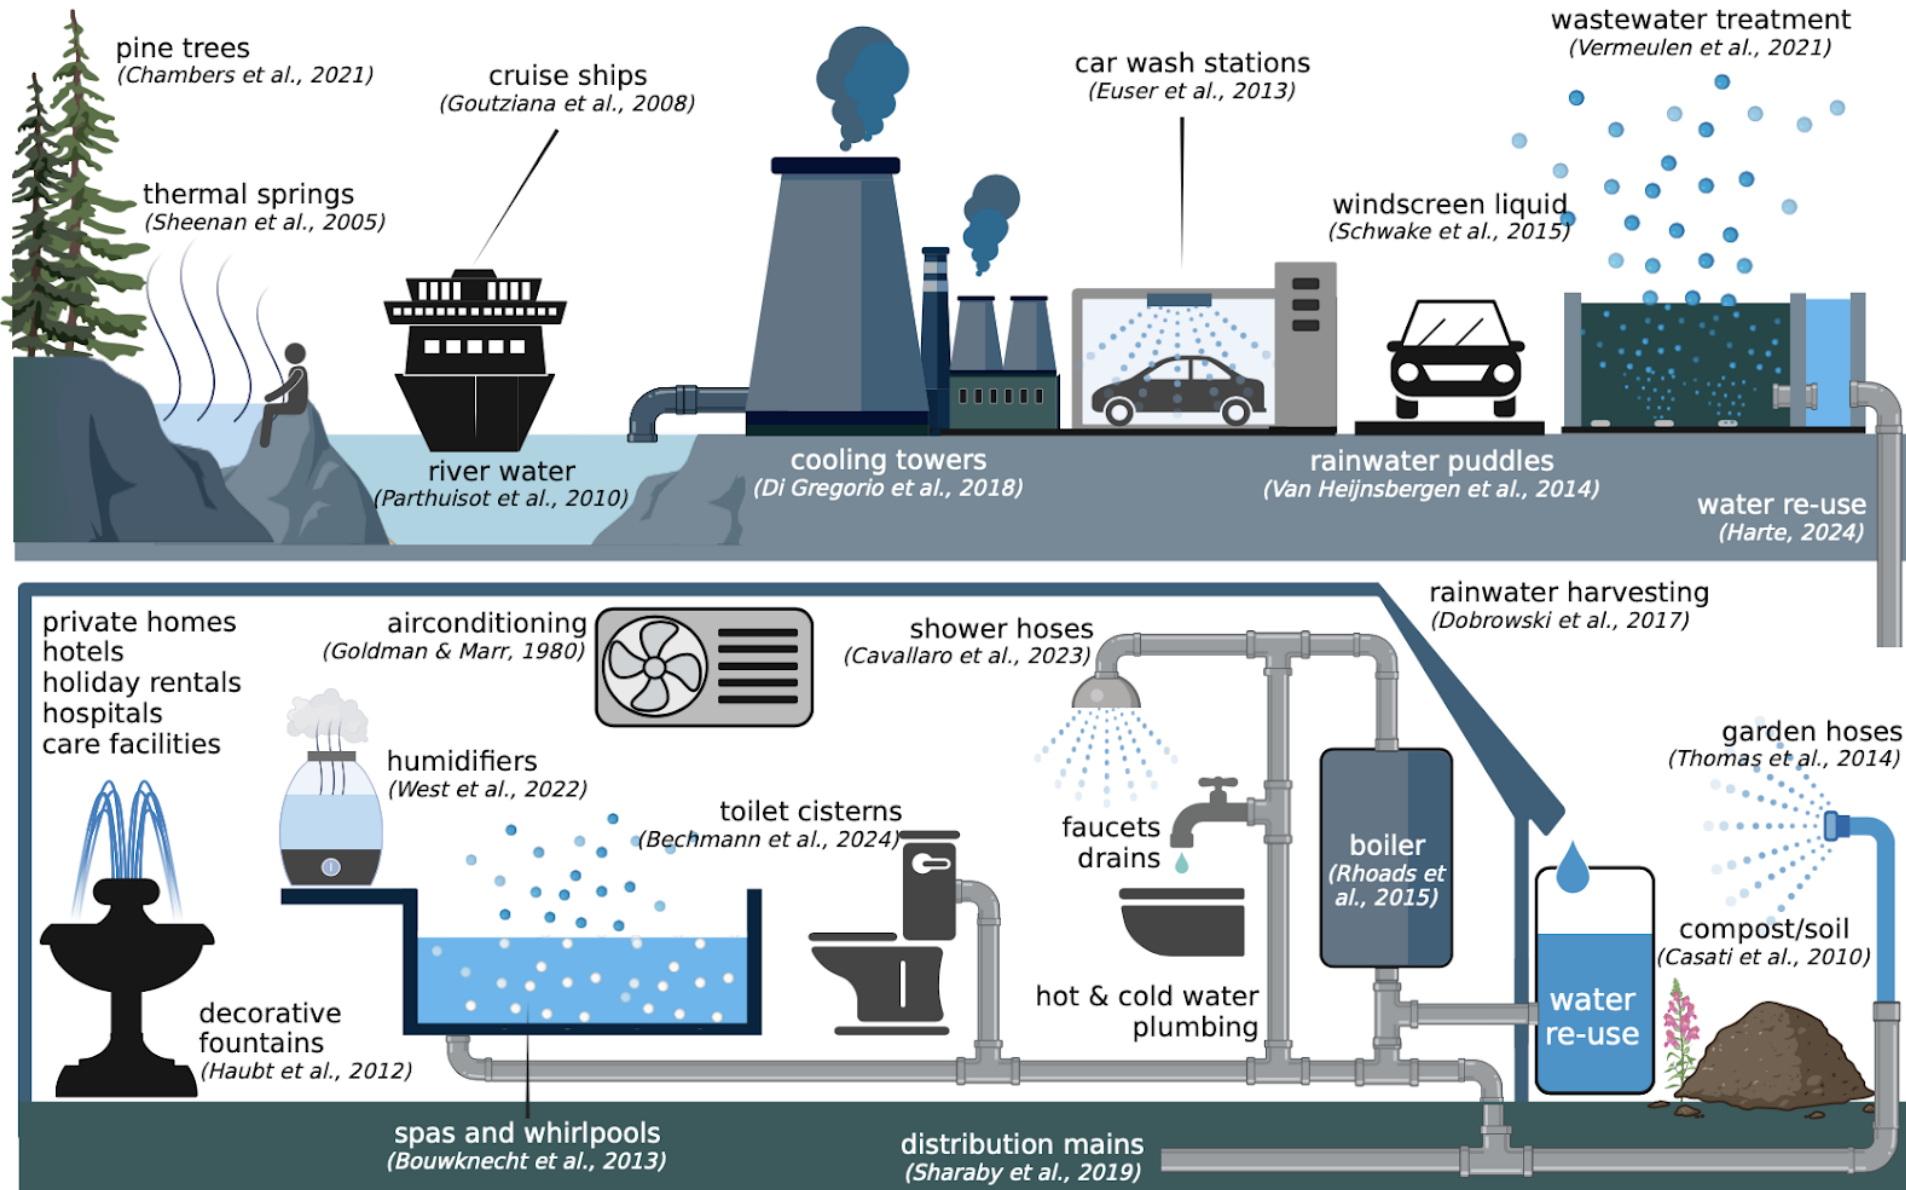 pine trees
(Chambers et al., 2021)
thermal springs
(Sheenan et al., 2005)
cruise ships
(Goutziana et al., 2008)
river water
(Parthuisot et al., 2010)
cooling towers
(Di Gregorio et al., 2018)
car wash stations
(Euser et al., 2013)
windscreen liquid
(Schwake et al., 2015)
rainwater puddles
(Van Heijnsbergen et al., 2014)
wastewater treatment
(Vermeulen et al., 2021)
water re-use
(Harte, 2024)
private homes
hotels
holiday rentals
hospitals
care facilities
airconditioning
(Goldman & Marr, 1980)
humidifiers
(West et al., 2022)
decorative
fountains
(Haubt et al., 2012)
spas and whirlpools
(Bouwknecht et al., 2013)
toilet cisterns
(Bechmann et al., 2024)
shower hoses
(Cavallaro et al., 2023)
faucets
drains
hot & cold water
plumbing
boiler
(Rhoads et
al., 2015)
distribution mains
(Sharaby et al., 2019)
rainwater harvesting
(Dobrowski et al., 2017)
water
re-use
garden hoses
(Thomas et al., 2014)
compost/soil
(Casati et al., 2010)